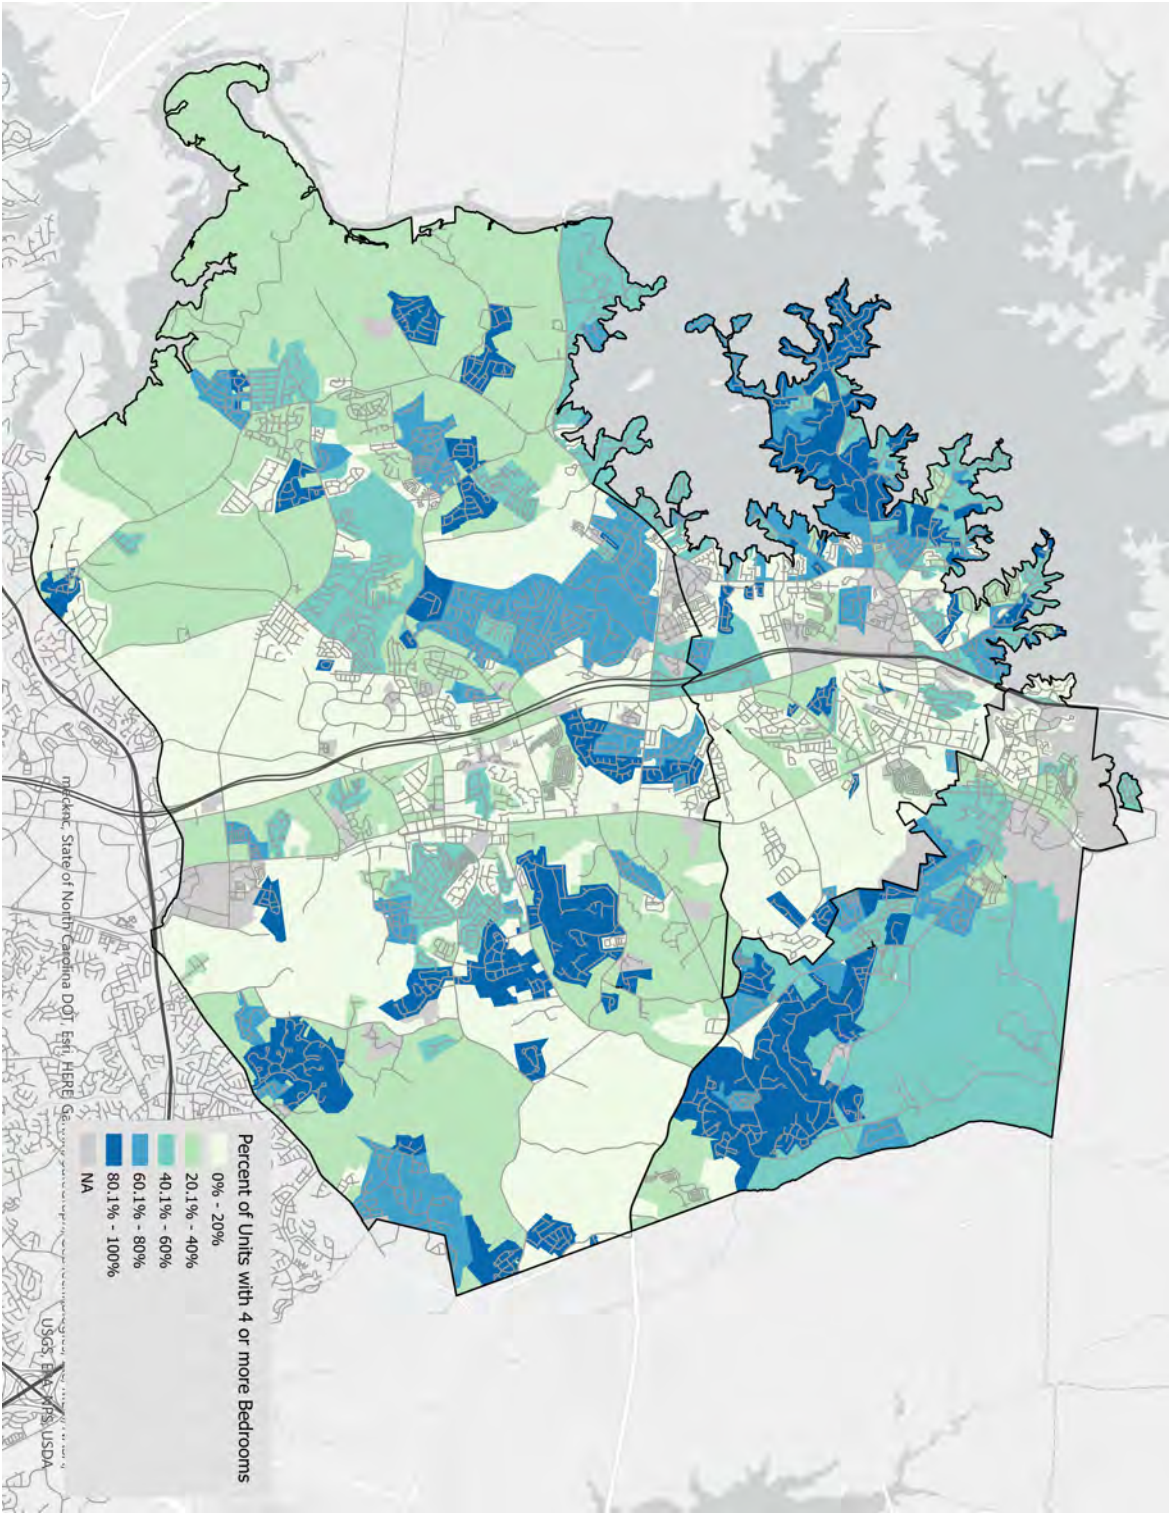 Percent of Units with 4 or more Bedrooms
0% - 20%
20.1% - 40%
40.1% - 60%
60.1% - 80%
80.1% - 100%
NA
mecknc, State of North Carolina DOT, Esri, HERE,
USGS, EPA, NPS, USDA